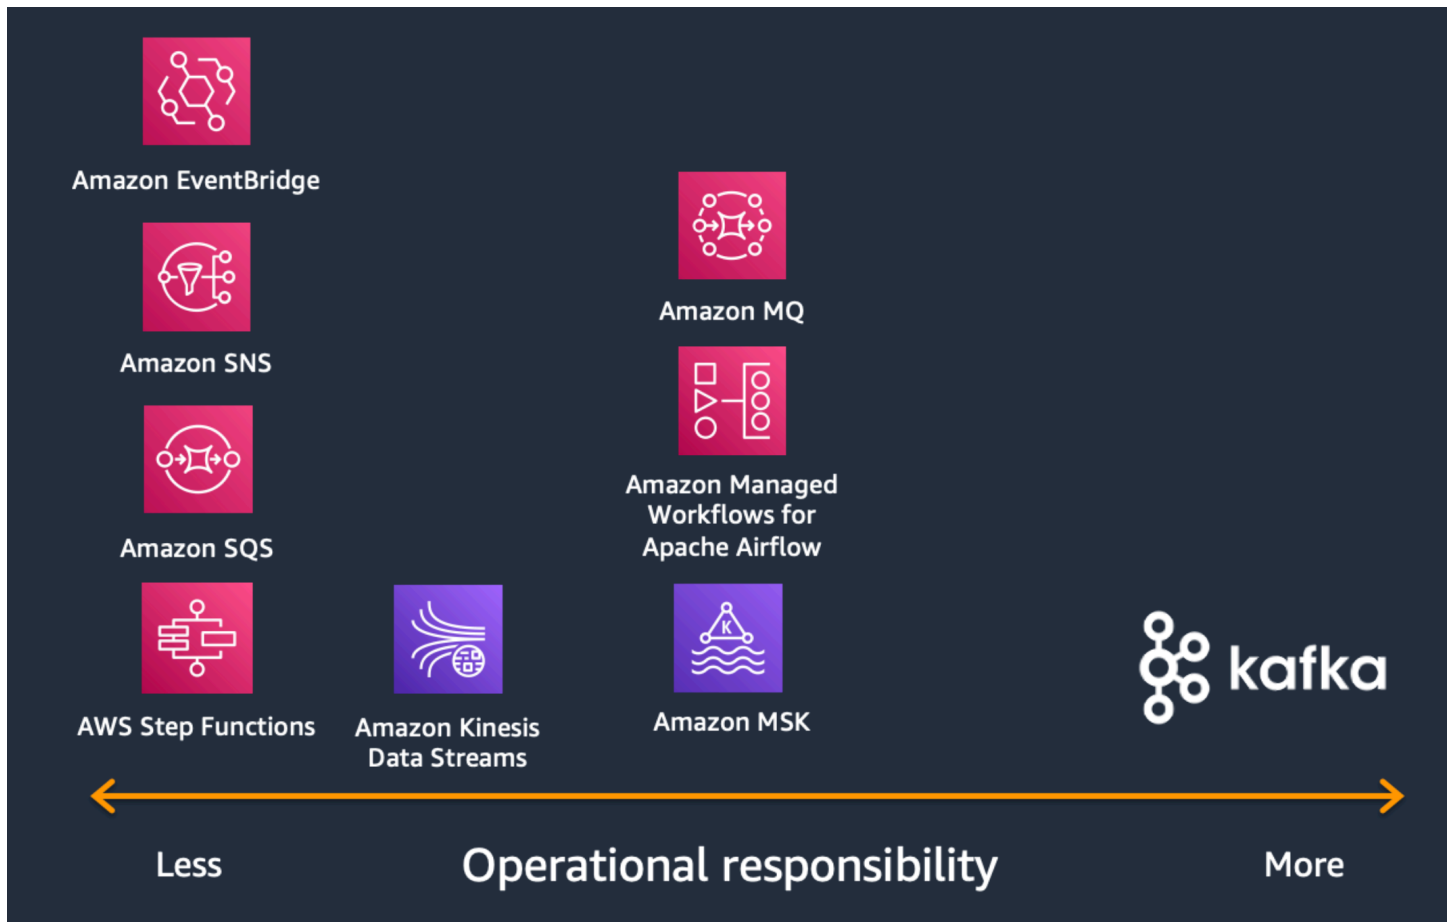 Amazon EventBridge
Amazon SNS
Amazon SQS
AWS Step Functions
Amazon Kinesis
Data Streams
Amazon MQ
Amazon Managed
Workflows for
Apache Airflow
K
Amazon MSK
kafka
Less
Operational responsibility
More